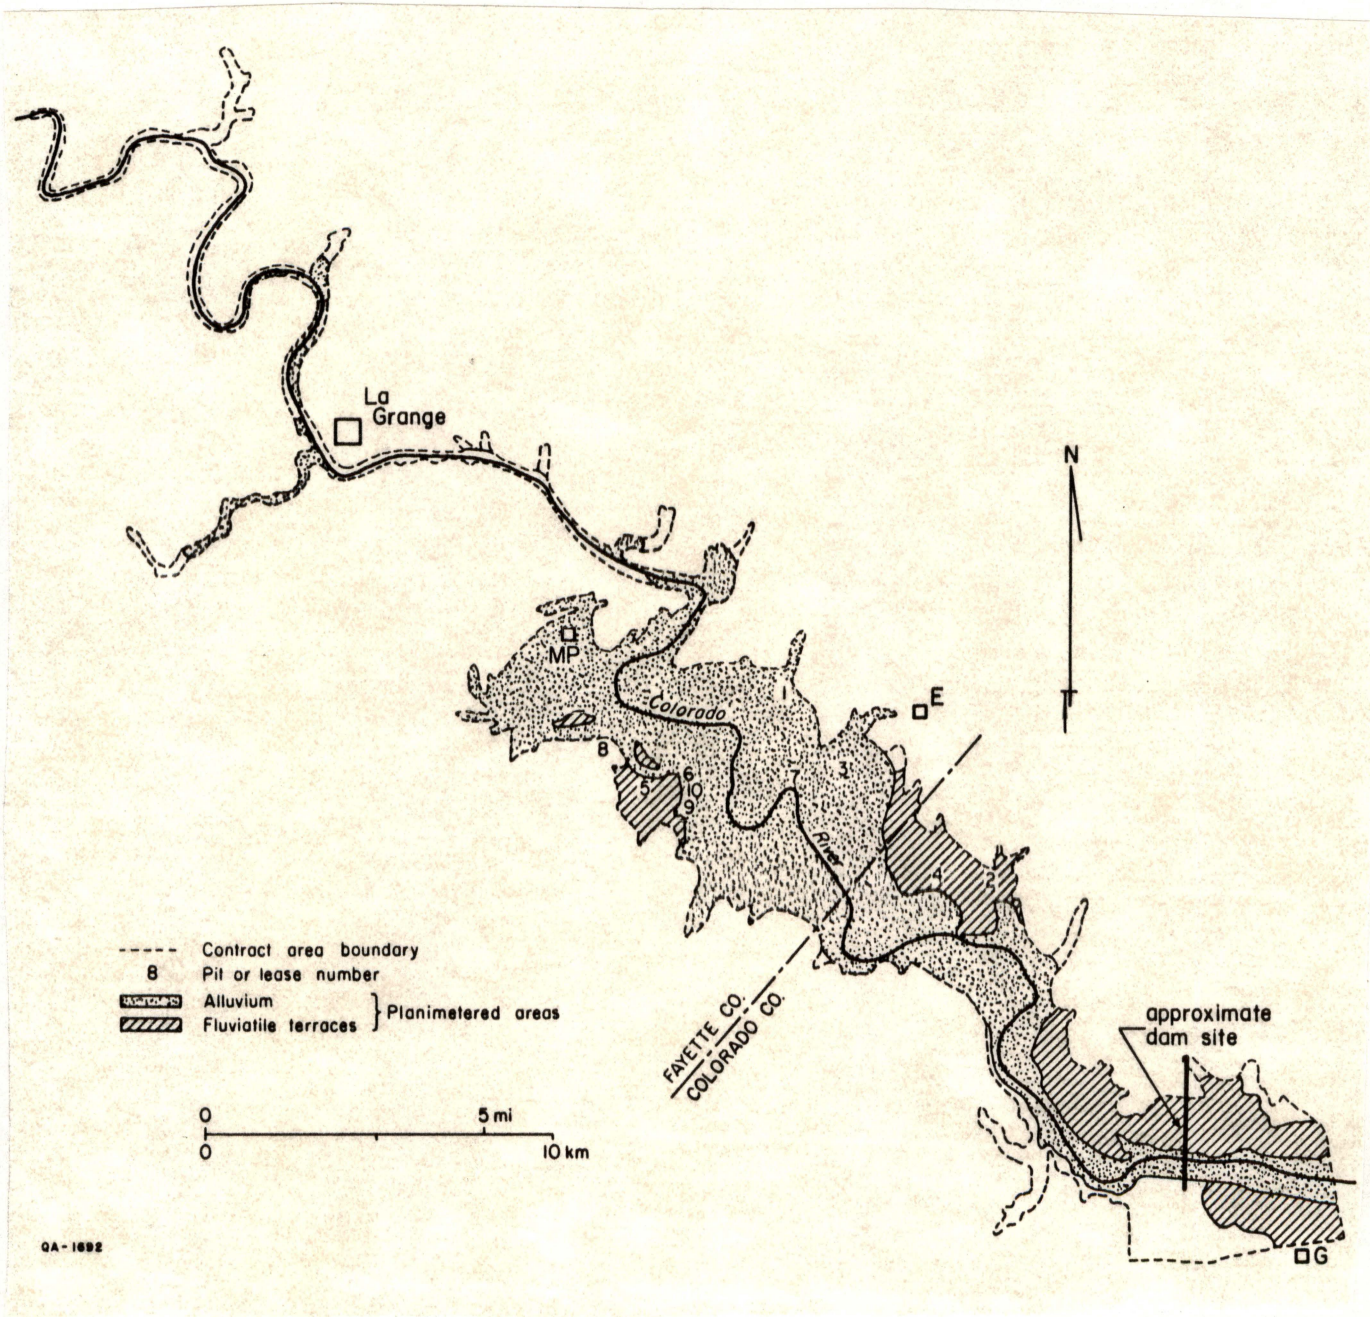 La
Grange
N
MP
E
1
Colorado
8
7
3
6
5
10
9
River
4
2
Contract area boundary
8 Pit or lease number
Alluvium
Fluviatile terraces
Planimetered areas
FAYETTE CO.
COLORADO CO.
approximate
dam site
0 5 mi
0 10 km
G
QA-1692